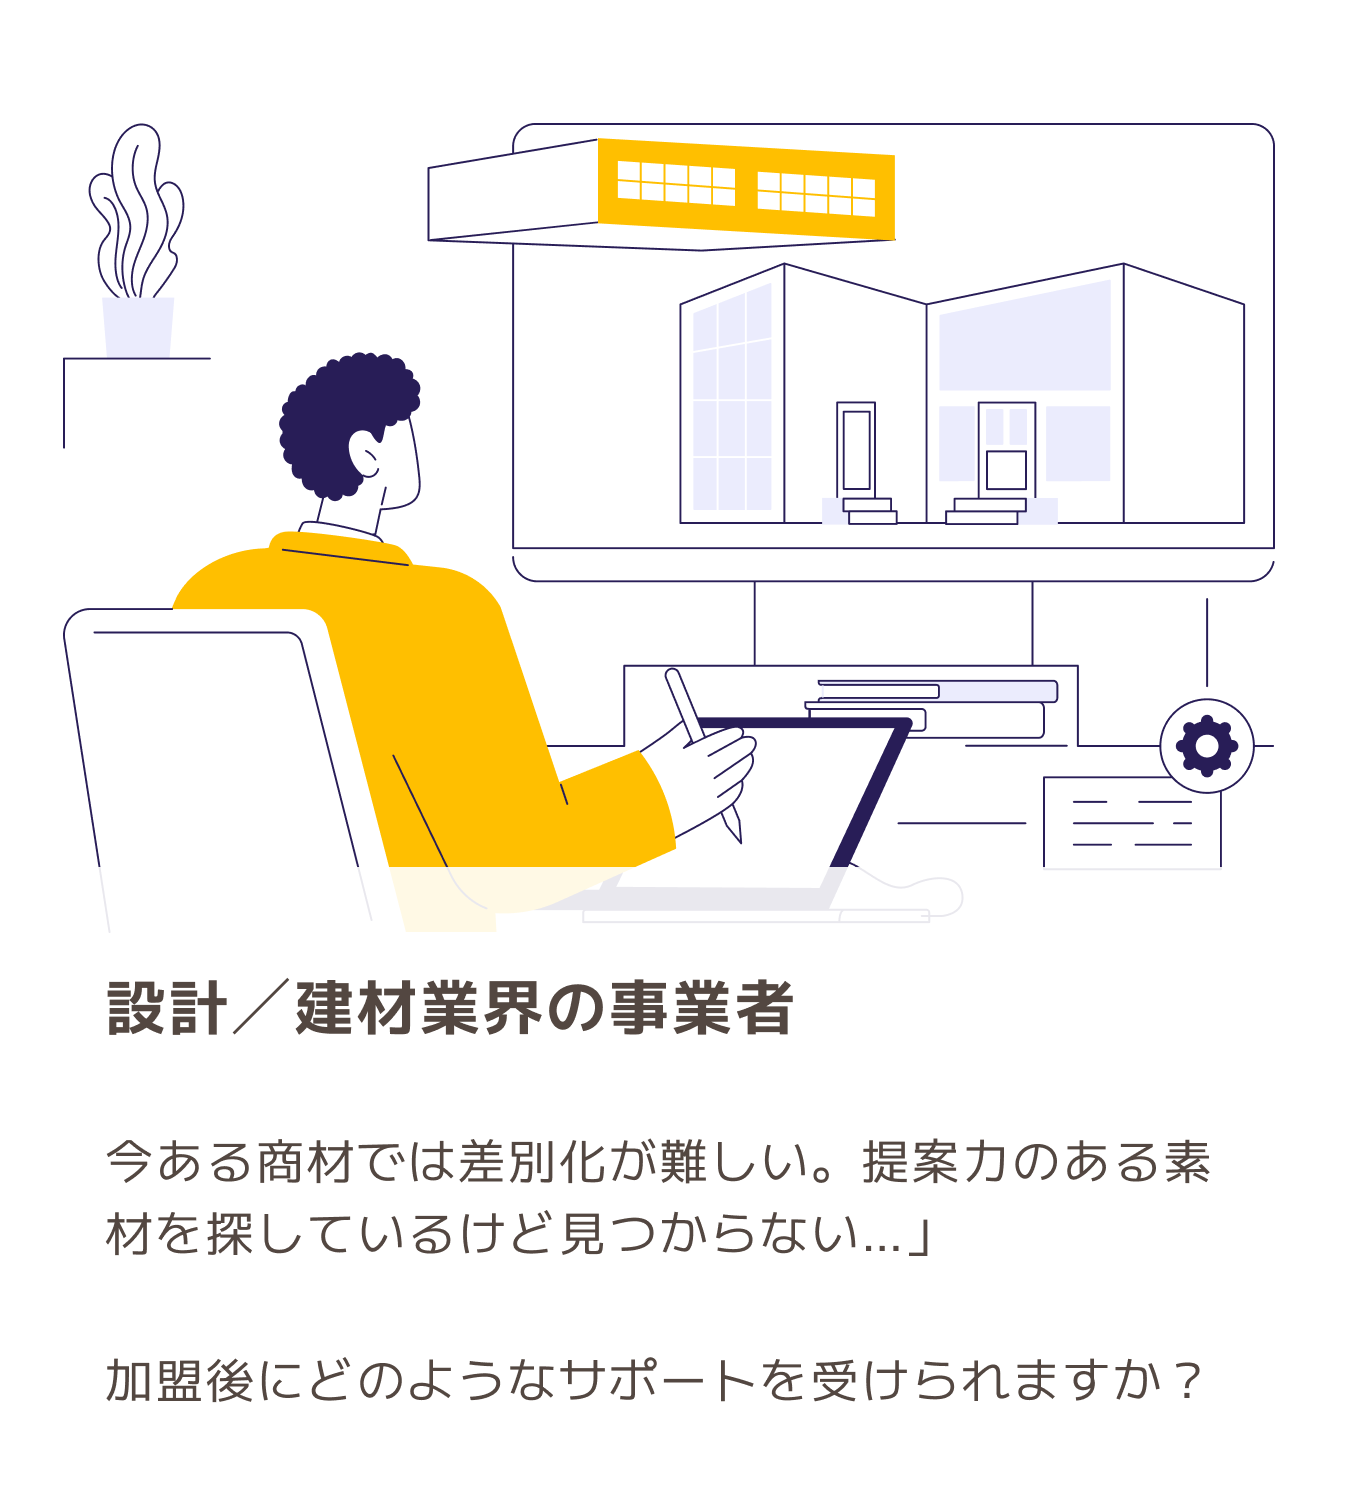 設計／建材業界の事業者
今ある商材では差別化が難しい。提案力のある素
材を探しているけど見つからない…」
加盟後にどのようなサポートを受けられますか？